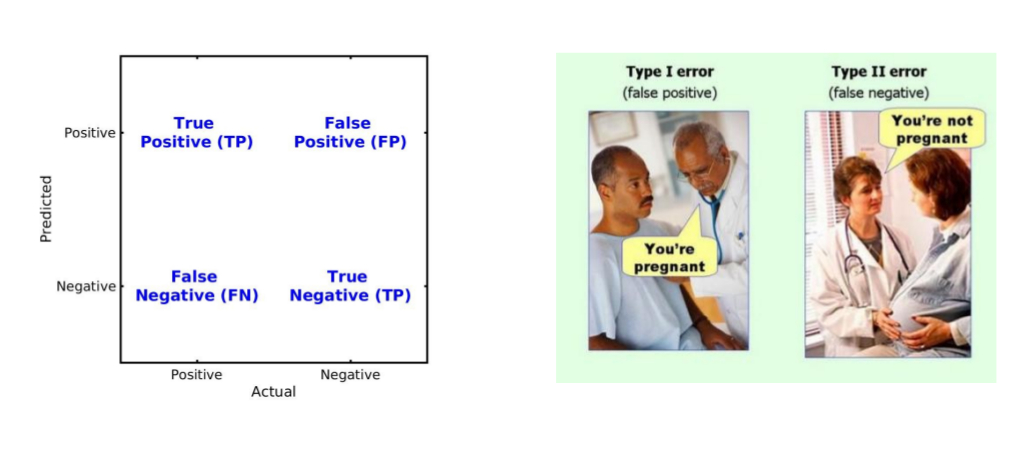 True
Positive (TP)
False
Positive (FP)
Positive
Predicted
Negative
False
Negative (FN)
True
Negative (TP)
Positive
Negative
Actual
Type I error
(false positive)
You're
pregnant
Type II error
(false negative)
You're not
pregnant